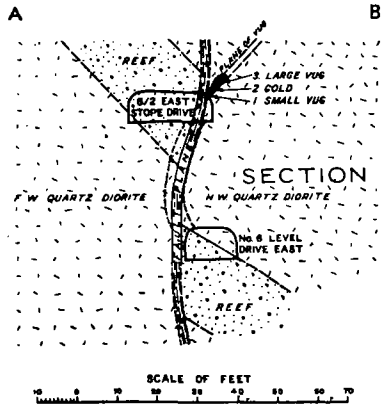 A B
PLANE OF VUG
REEF
3. LARGE VUG
2 GOLD
1 SMALL VUG
6/2 EAST
STOPE DRIVE
SECTION
F W QUARTZ DIORITE
H W QUARTZ DIORITE
No. 6 LEVEL
DRIVE EAST
REEF
SCALE OF FEET
10 0 10 20 30 40 50 60 70